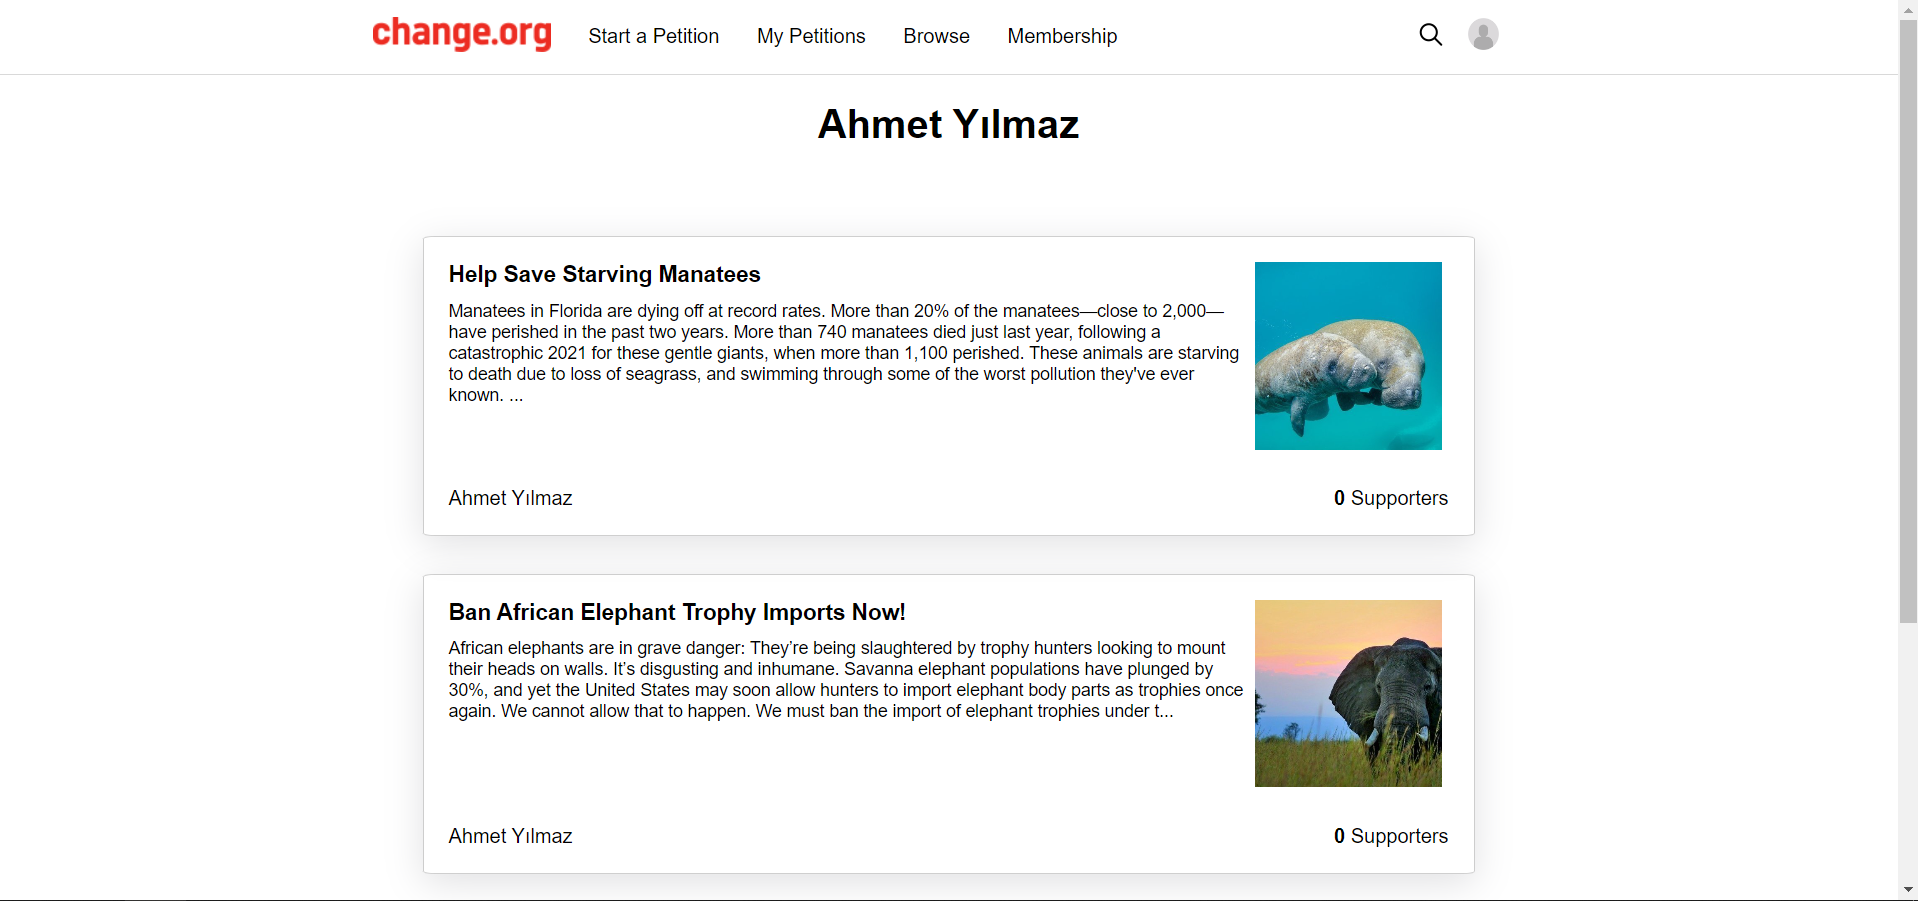 change.org Start a Petition My Petitions Browse Membership
Ahmet Yılmaz
Help Save Starving Manatees
Manatees in Florida are dying off at record rates. More than 20% of the manatees—close to 2,000—
have perished in the past two years. More than 740 manatees died just last year, following a
catastrophic 2021 for these gentle giants, when more than 1,100 perished. These animals are starving
to death due to loss of seagrass, and swimming through some of the worst pollution they've ever
known. ...
Ahmet Yılmaz 0 Supporters
Ban African Elephant Trophy Imports Now!
African elephants are in grave danger: They’re being slaughtered by trophy hunters looking to mount
their heads on walls. It’s disgusting and inhumane. Savanna elephant populations have plunged by
30%, and yet the United States may soon allow hunters to import elephant body parts as trophies once
again. We cannot allow that to happen. We must ban the import of elephant trophies under t...
Ahmet Yılmaz 0 Supporters